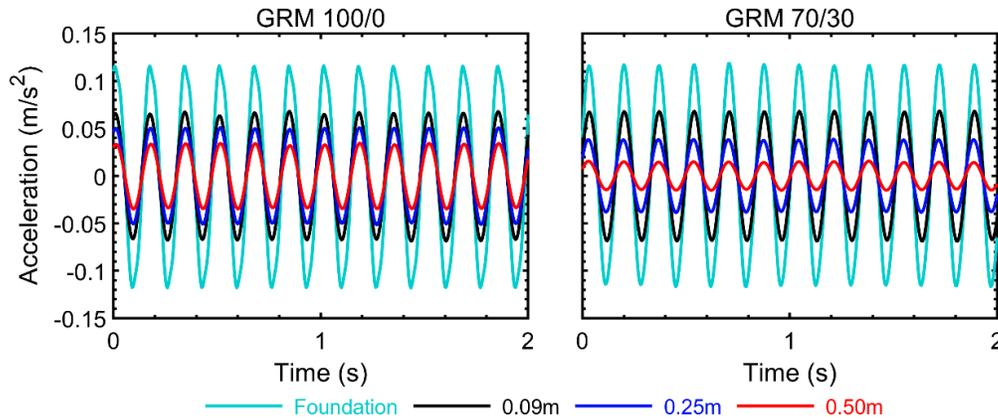 GRM 100/0
GRM 70/30
Acceleration (m/s²)
0.15
0.1
0.05
0
-0.05
-0.1
-0.15
0 1 2
0 1 2
Time (s)
Time (s)
Foundation 0.09m 0.25m 0.50m